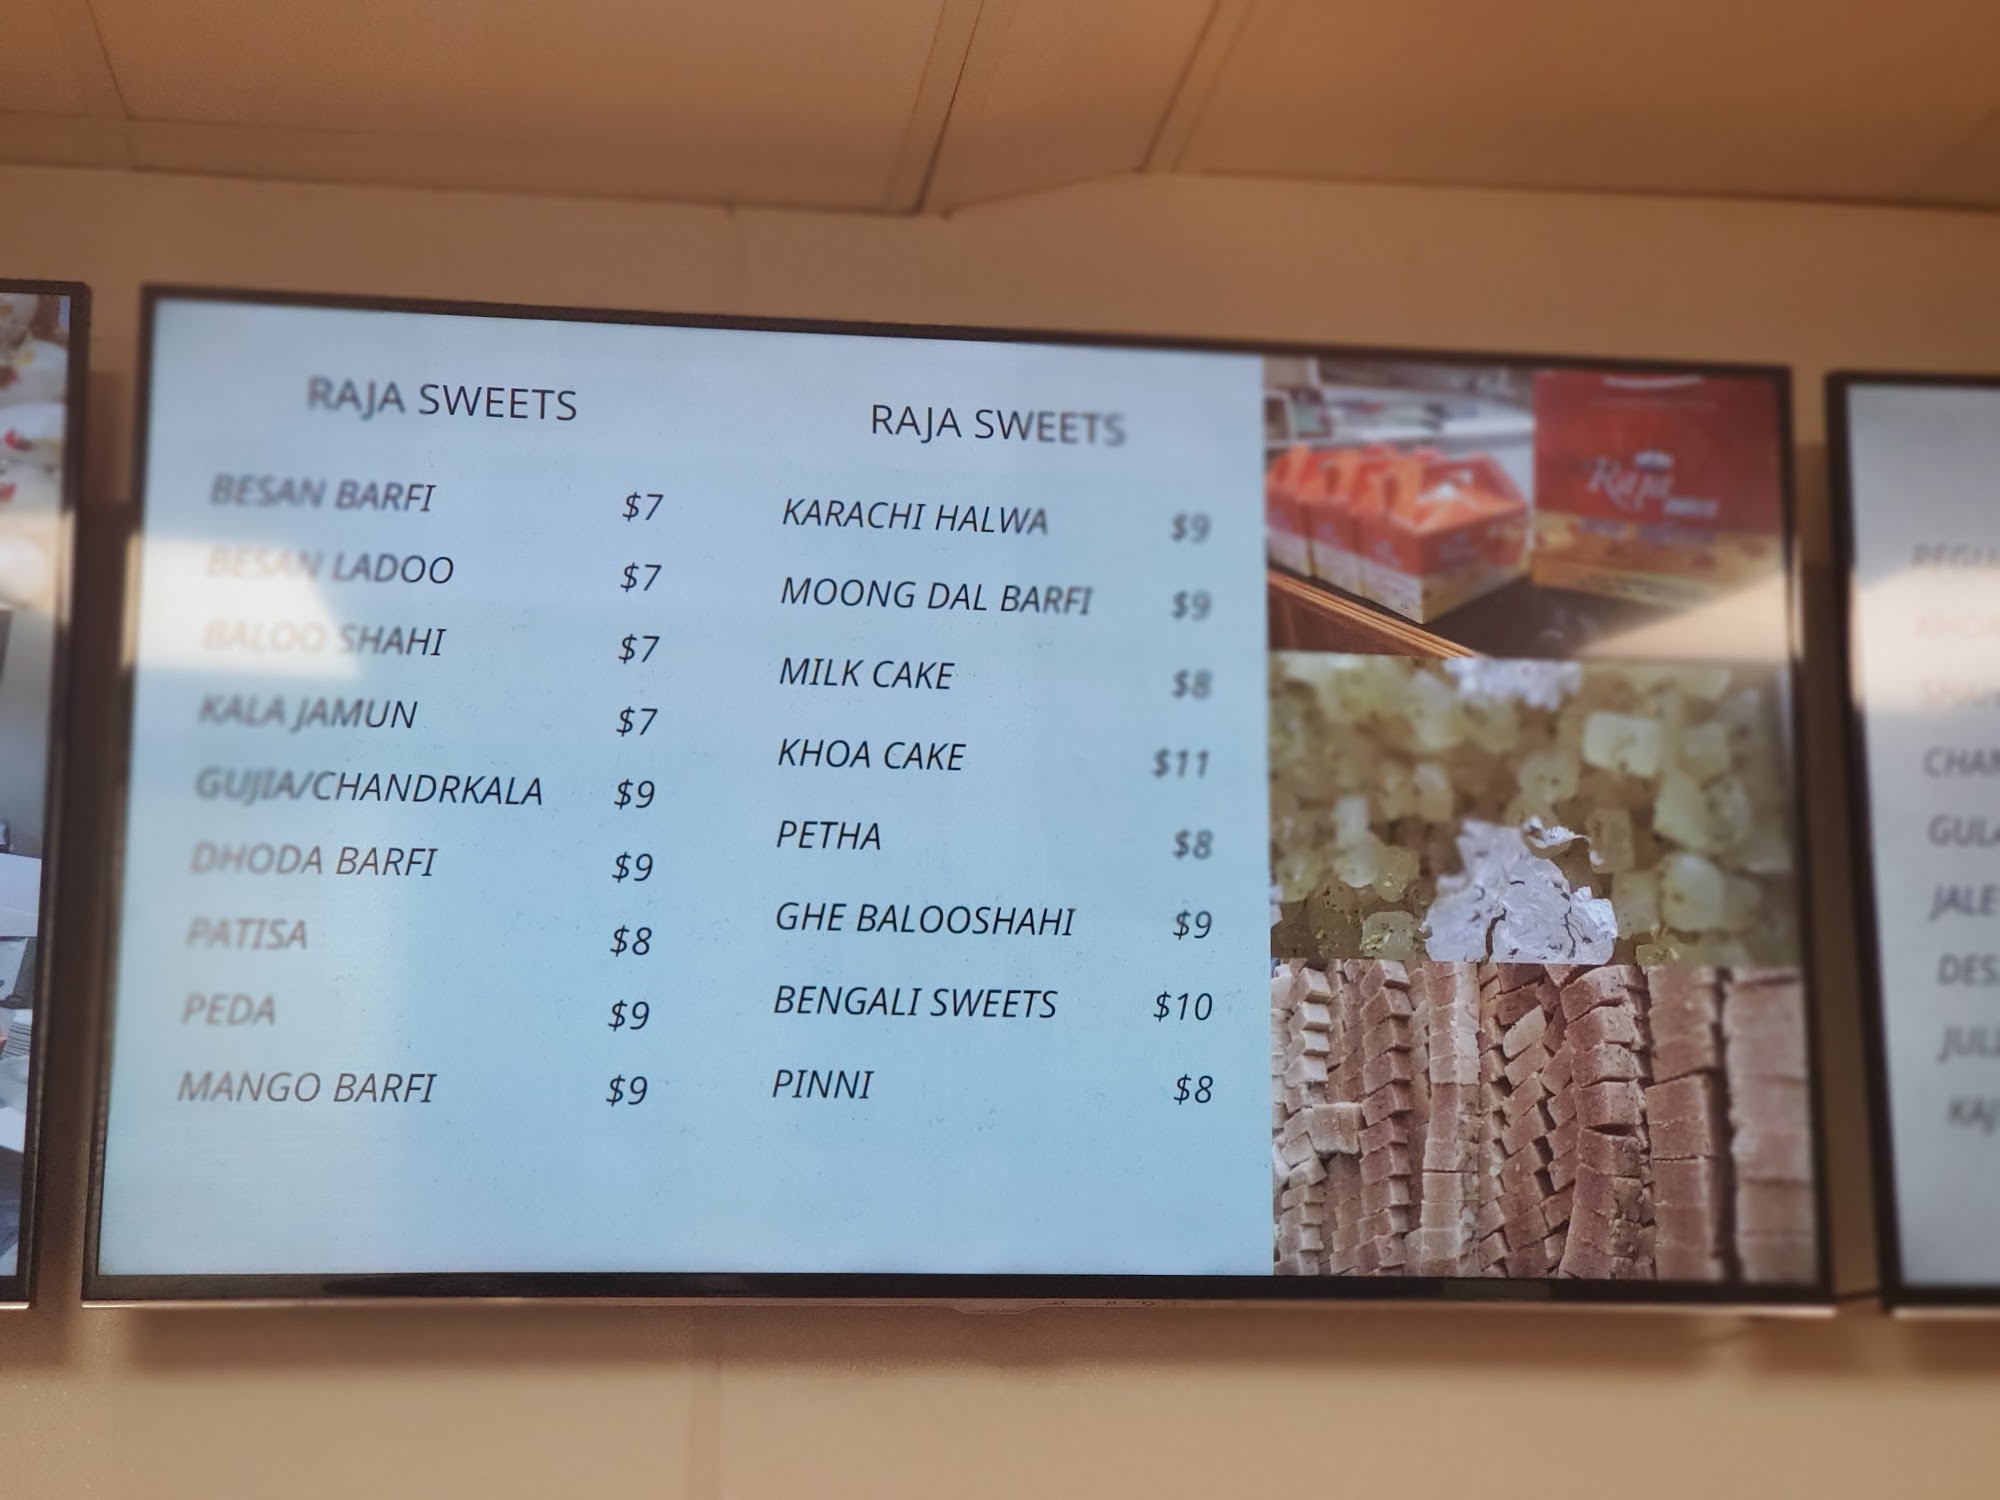 RAJA SWEETS
BESAN BARFI $7
BESAN LADOO $7
BALOO SHAHI $7
KALA JAMUN $7
GUJIA/CHANDRKALA $9
DHODA BARFI $9
PATISA $8
PEDA $9
MANGO BARFI $9
RAJA SWEETS
KARACHI HALWA $9
MOONG DAL BARFI $9
MILK CAKE $8
KHOA CAKE $11
PETHA $8
GHE BALOOSHAHI $9
BENGALI SWEETS $10
PINNI $8
Raja